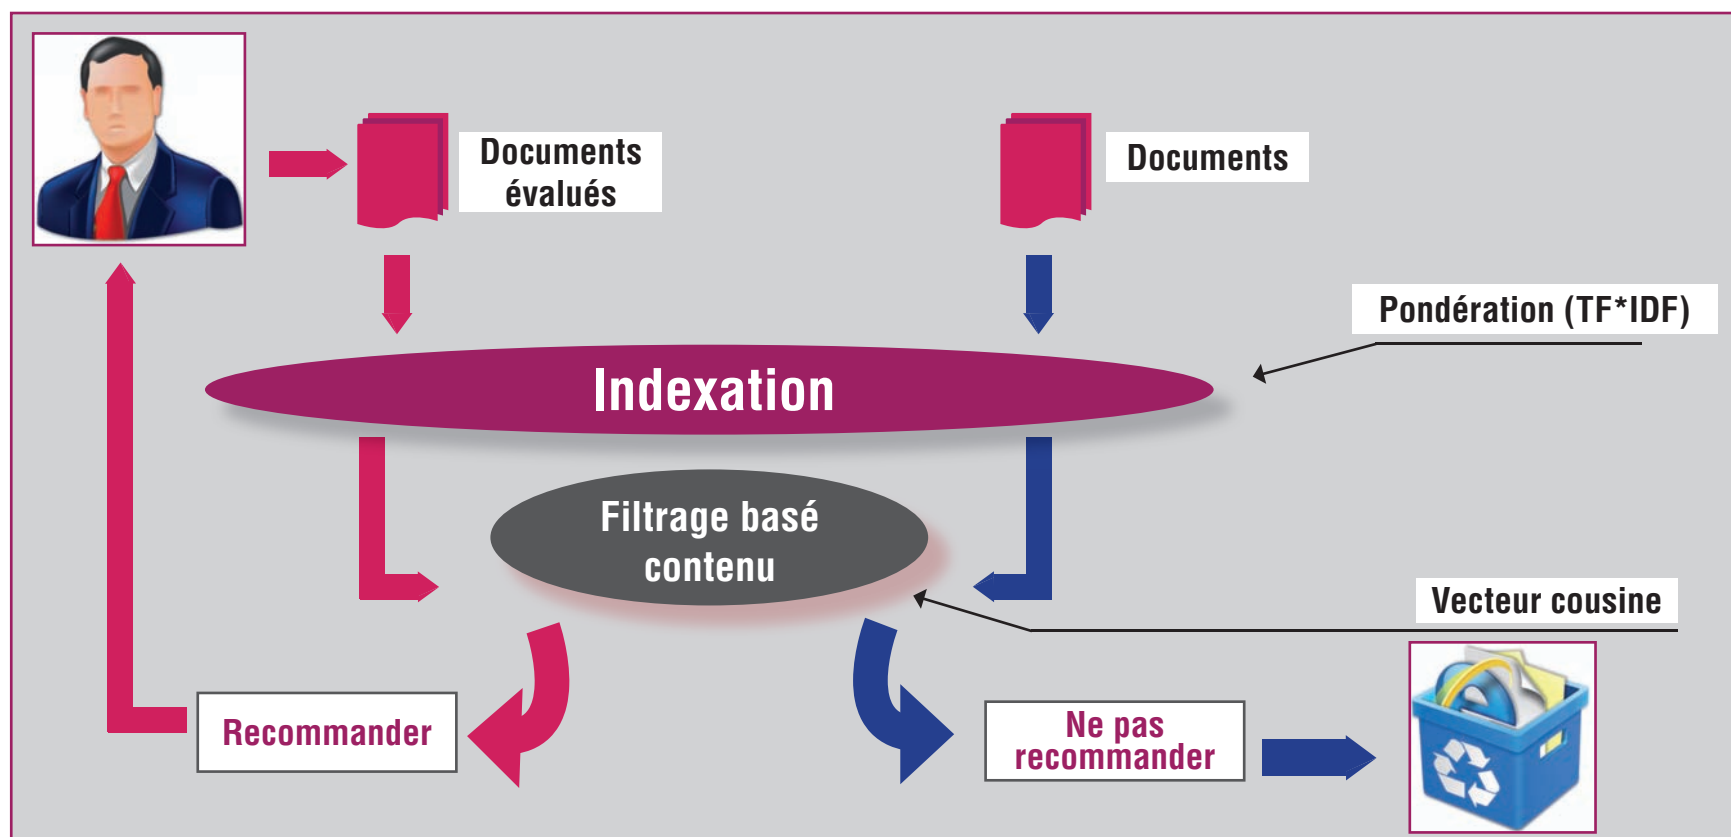 Documents
évalués
Documents
Pondération (TF*IDF)
Indexation
Filtrage basé
contenu
Vecteur cousine
Recommander
Ne pas
recommander